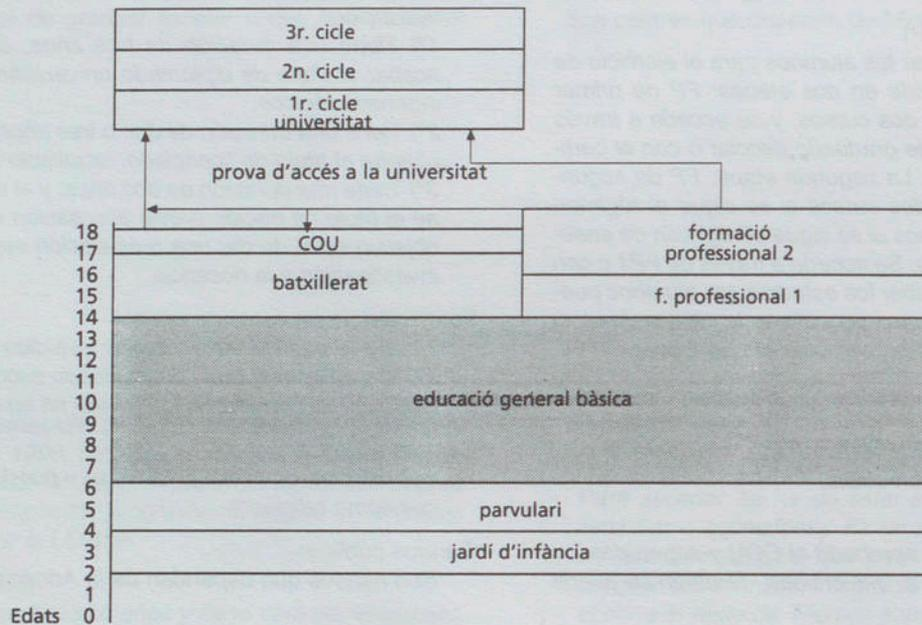 3r. cicle
2n. cicle
1r. cicle
universitat
prova d'accés a la universitat
18
17
16
15
14
13
12
11
10
9
8
7
6
5
4
3
2
1
Edats 0
COU
batxillerat
formació
professional 2
f. professional 1
educació general bàsica
parvulari
jardí d'infància